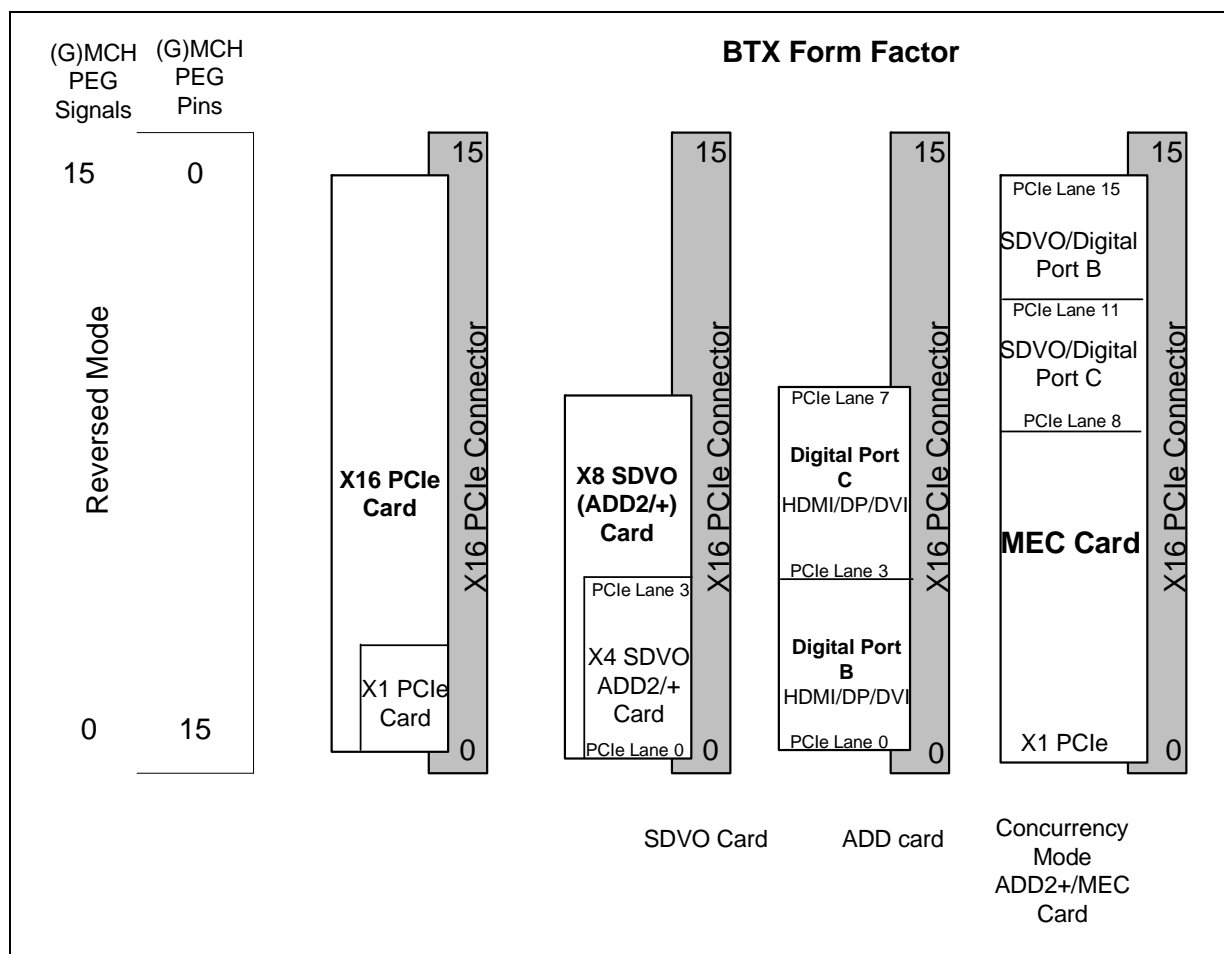 (G)MCH
PEG
Signals
(G)MCH
PEG
Pins
BTX Form Factor
15
0
Reversed Mode
0
15
15
X16 PCIe Connector
X16 PCIe
Card
X1 PCIe
Card
0
15
X16 PCIe Connector
X8 SDVO
(ADD2/+)
Card
PCIe Lane 3
X4 SDVO
ADD2/+
Card
PCIe Lane 0
0
SDVO Card
15
X16 PCIe Connector
PCIe Lane 7
Digital Port
C
HDMI/DP/DVI
PCIe Lane 3
Digital Port
B
HDMI/DP/DVI
PCIe Lane 0
0
ADD card
15
X16 PCIe Connector
PCIe Lane 15
SDVO/Digital
Port B
PCIe Lane 11
SDVO/Digital
Port C
PCIe Lane 8
MEC Card
X1 PCIe
0
Concurrency
Mode
ADD2+/MEC
Card